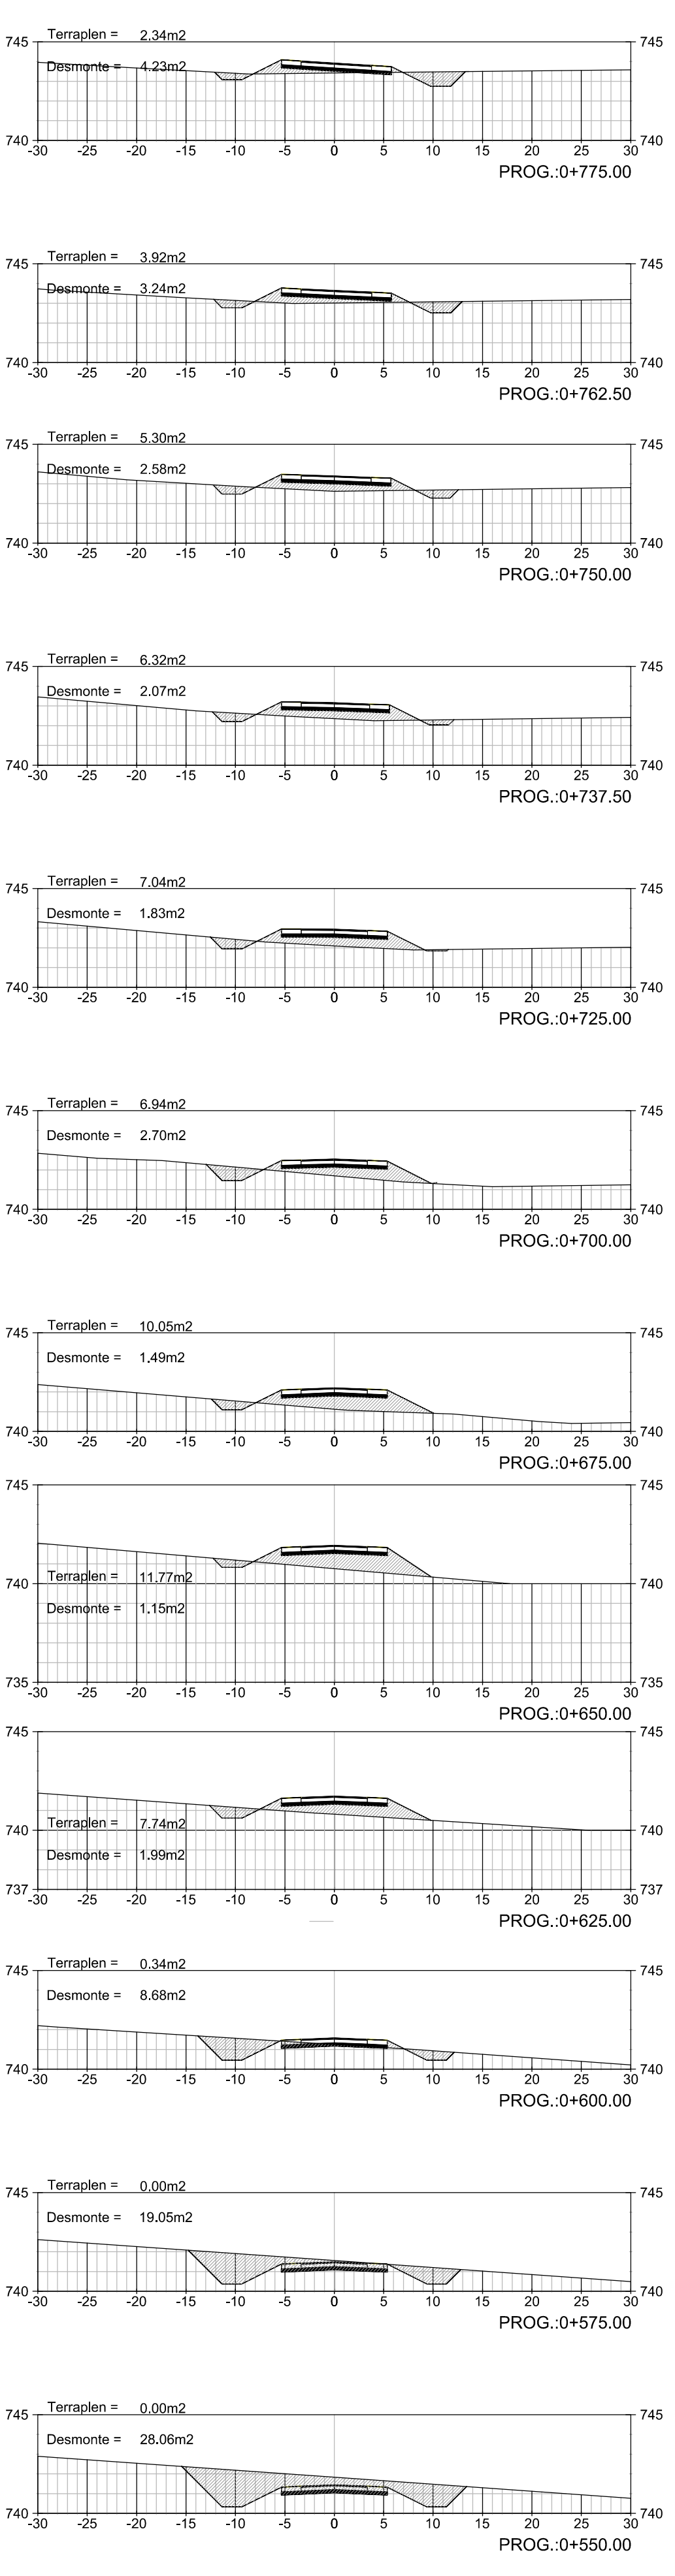 Terraplen = 2.34m2
745 745
Desmonte = 4.23m2
740 740
-30 -25 -20 -15 -10 -5 0 5 10 15 20 25 30
PROG.:0+775.00
Terraplen = 3.92m2
745 745
Desmonte = 3.24m2
740 740
-30 -25 -20 -15 -10 -5 0 5 10 15 20 25 30
PROG.:0+762.50
Terraplen = 5.30m2
745 745
Desmonte = 2.58m2
740 740
-30 -25 -20 -15 -10 -5 0 5 10 15 20 25 30
PROG.:0+750.00
Terraplen = 6.32m2
745 745
Desmonte = 2.07m2
740 740
-30 -25 -20 -15 -10 -5 0 5 10 15 20 25 30
PROG.:0+737.50
Terraplen = 7.04m2
745 745
Desmonte = 1.83m2
740 740
-30 -25 -20 -15 -10 -5 0 5 10 15 20 25 30
PROG.:0+725.00
Terraplen = 6.94m2
745 745
Desmonte = 2.70m2
740 740
-30 -25 -20 -15 -10 -5 0 5 10 15 20 25 30
PROG.:0+700.00
Terraplen = 10.05m2
745 745
Desmonte = 1.49m2
740 740
-30 -25 -20 -15 -10 -5 0 5 10 15 20 25 30
PROG.:0+675.00
745 745
Terraplen = 11.77m2
740 740
Desmonte = 1.15m2
735 735
-30 -25 -20 -15 -10 -5 0 5 10 15 20 25 30
PROG.:0+650.00
745 745
Terraplen = 7.74m2
740 740
Desmonte = 1.99m2
737 737
-30 -25 -20 -15 -10 -5 0 5 10 15 20 25 30
PROG.:0+625.00
Terraplen = 0.34m2
745 745
Desmonte = 8.68m2
740 740
-30 -25 -20 -15 -10 -5 0 5 10 15 20 25 30
PROG.:0+600.00
Terraplen = 0.00m2
745 745
Desmonte = 19.05m2
740 740
-30 -25 -20 -15 -10 -5 0 5 10 15 20 25 30
PROG.:0+575.00
Terraplen = 0.00m2
745 745
Desmonte = 28.06m2
740 740
-30 -25 -20 -15 -10 -5 0 5 10 15 20 25 30
PROG.:0+550.00